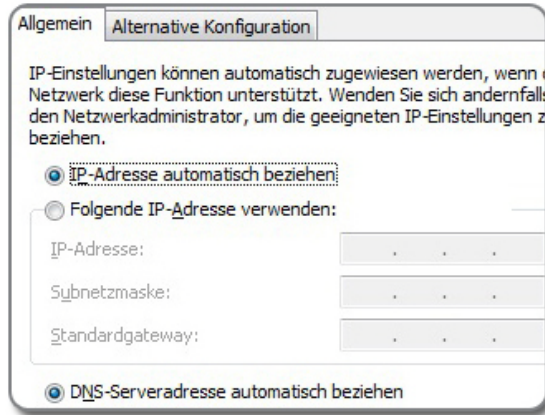 Allgemein
Alternative Konfiguration
IP-Einstellungen können automatisch zugewiesen werden, wenn
Netzwerk diese Funktion unterstützt. Wenden Sie sich andernfalls
den Netzwerkadministrator, um die geeigneten IP-Einstellungen z
beziehen.
IP-Adresse automatisch beziehen
Folgende IP-Adresse verwenden:
IP-Adresse:
Subnetzmaske:
Standardgateway:
DNS-Serveradresse automatisch beziehen